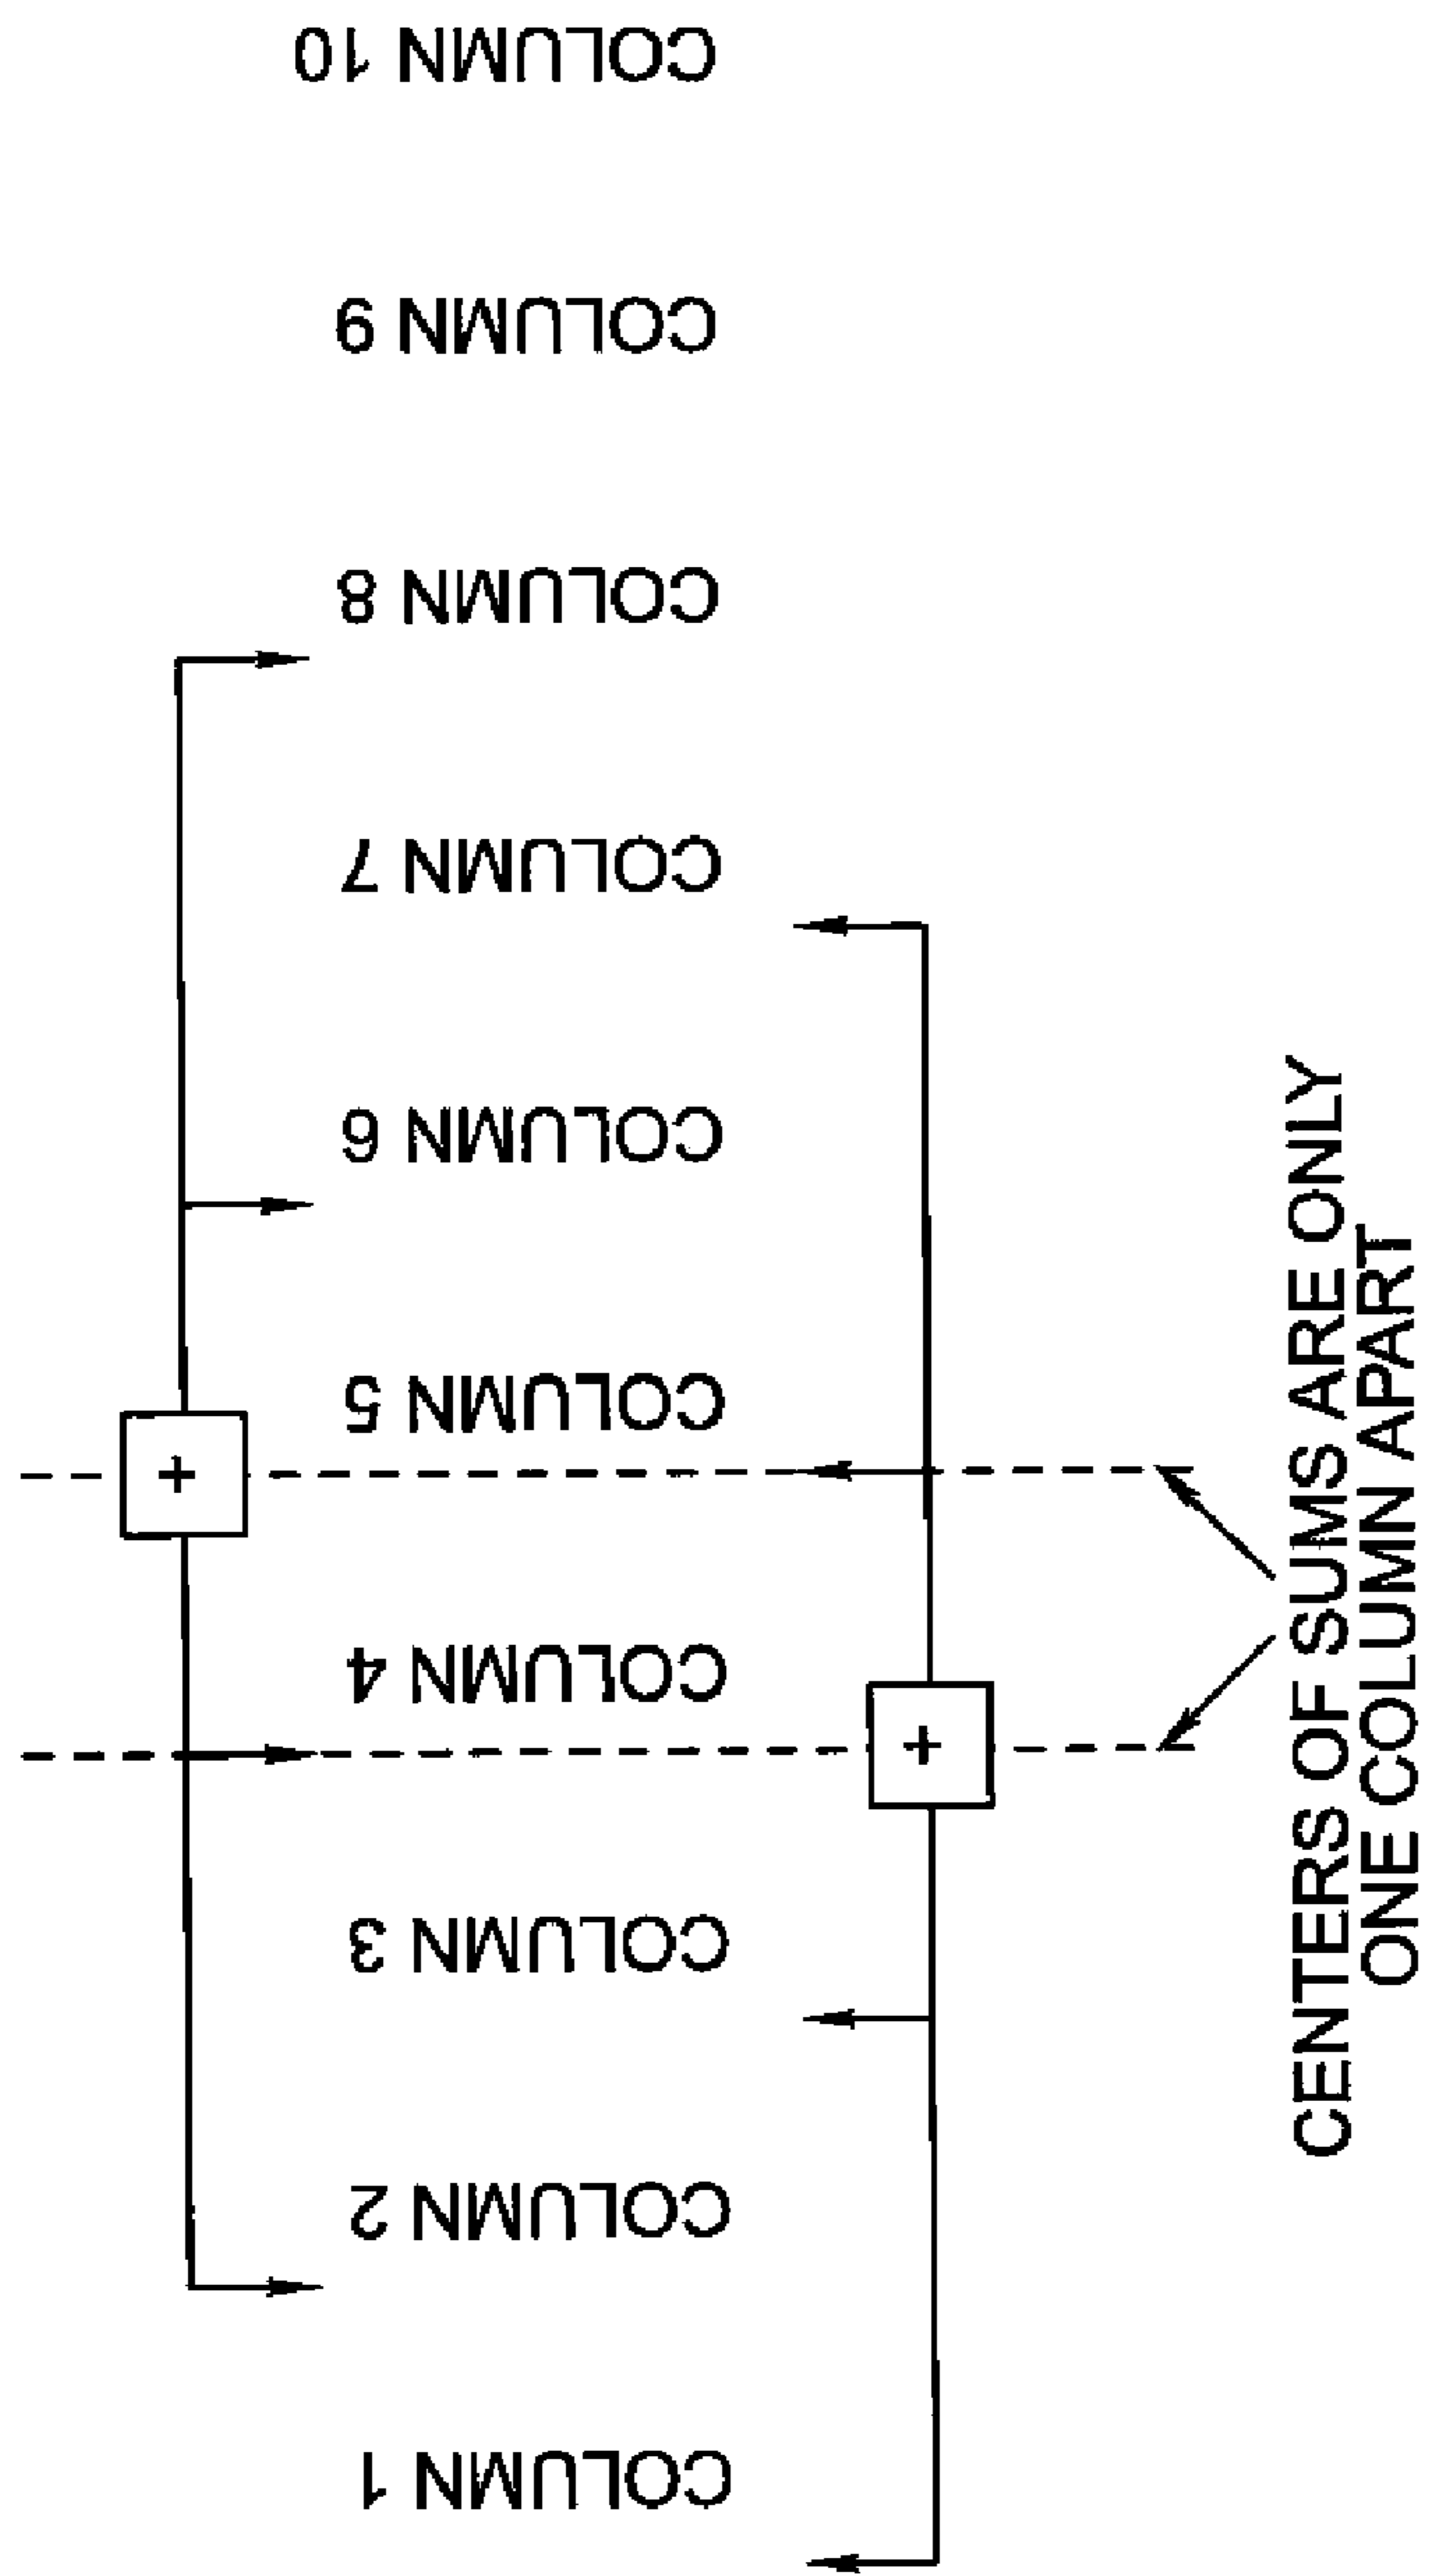 COLUMN 1
COLUMN 2
COLUMN 3
COLUMN 4
COLUMN 5
COLUMN 6
COLUMN 7
COLUMN 8
COLUMN 9
COLUMN 10
+
+
CENTERS OF SUMS ARE ONLY
ONE COLUMN APART